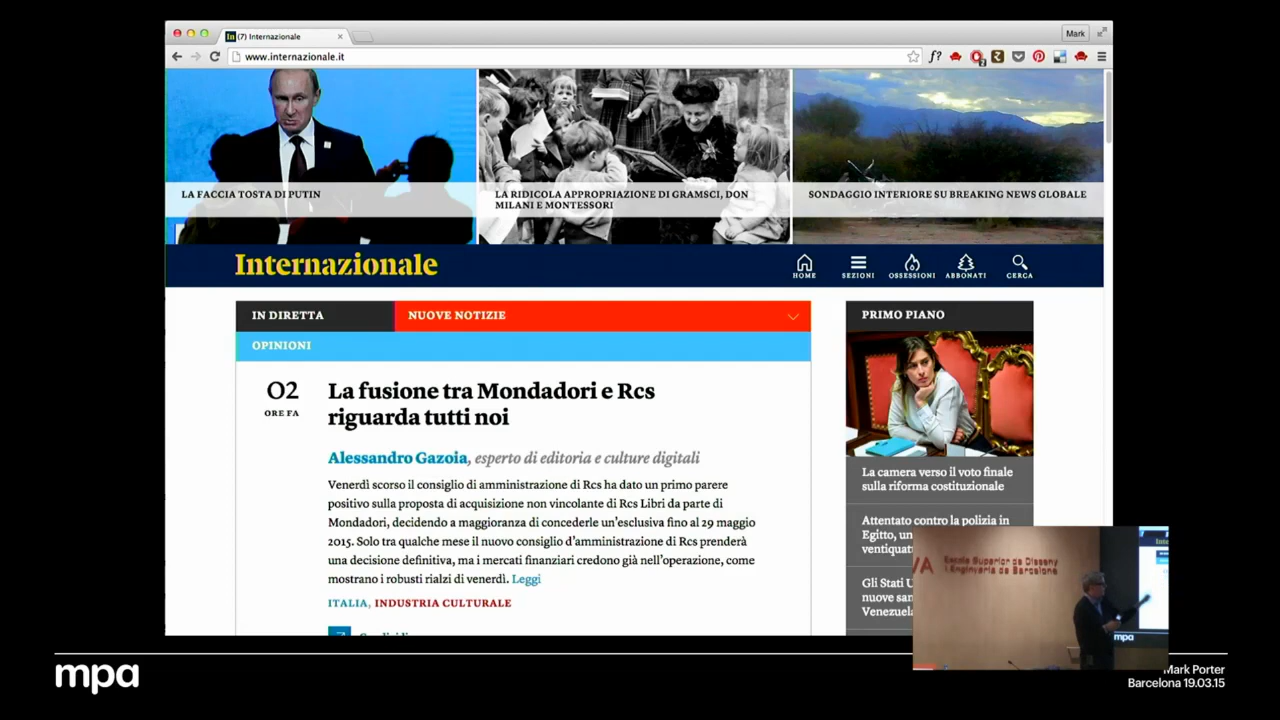 (7) Internazionale
Mark
www.internazionale.it
f?
LA FACCIA TOSTA DI PUTIN
LA RIDICOLA APPROPRIAZIONE DI GRAMSCI, DON
MILANI E MONTESSORI
SONDAGGIO INTERIORE SU BREAKING NEWS GLOBALE
Internazionale
HOME
SEZIONI
OSSESSIONI
ABBONATI
CERCA
IN DIRETTA
NUOVE NOTIZIE
OPINIONI
02
ORE FA
La fusione tra Mondadori e Rcs
riguarda tutti noi
Alessandro Gazoia, esperto di editoria e culture digitali
Venerdì scorso il consiglio di amministrazione di Rcs ha dato un primo parere
positivo sulla proposta di acquisizione non vincolante di Rcs Libri da parte di
Mondadori, decidendo a maggioranza di concederle un'esclusiva fino al 29 maggio
2015. Solo tra qualche mese il nuovo consiglio d'amministrazione di Rcs prenderà
una decisione definitiva, ma i mercati finanziari credono già nell'operazione, come
mostrano i robusti rialzi di venerdì. Leggi
ITALIA, INDUSTRIA CULTURALE
PRIMO PIANO
La camera verso il voto finale
sulla riforma costituzionale
Attentato contro la polizia in
Egitto, un
ventiquat
Gli Stati U
nuove san
Venezuela
Escola Superior de Disseny
i Enginyeria de Barcelona
mpa
mpa
Mark Porter
Barcelona 19.03.15